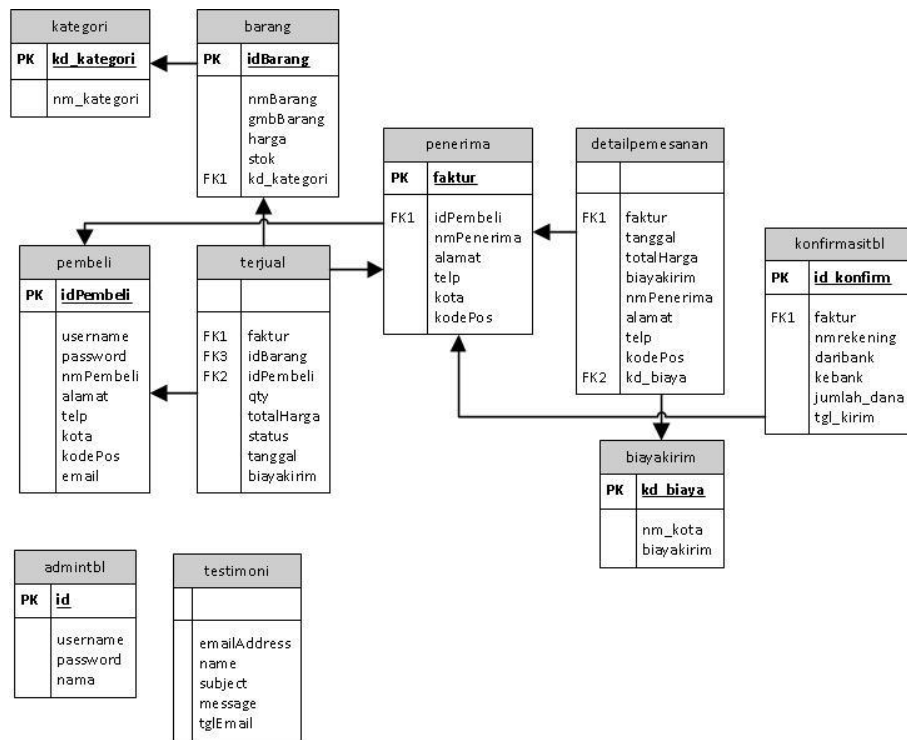 kategori
PK kd_kategori
nm_kategori
barang
PK idBarang
nmBarang
gmbBarang
harga
stok
FK1 kd_kategori
penerima
PK faktur
FK1 idPembeli
nmPenerima
alamat
telp
kota
kodePos
detailpemesanan
FK1 faktur
tanggal
totalHarga
biayakirim
nmPenerima
alamat
telp
kodePos
FK2 kd_biaya
konfirmasitbl
PK id_konfirm
FK1 faktur
nmrekening
daribank
kebank
jumlah_dana
tgl_kirim
pembeli
PK idPembeli
username
password
nmPembeli
alamat
telp
kota
kodePos
email
terjual
FK1 faktur
FK3 idBarang
FK2 idPembeli
qty
totalHarga
status
tanggal
biayakirim
biayakirim
PK kd_biaya
nm_kota
biayakirim
admintbl
PK id
username
password
nama
testimoni
emailAddress
name
subject
message
tglEmail